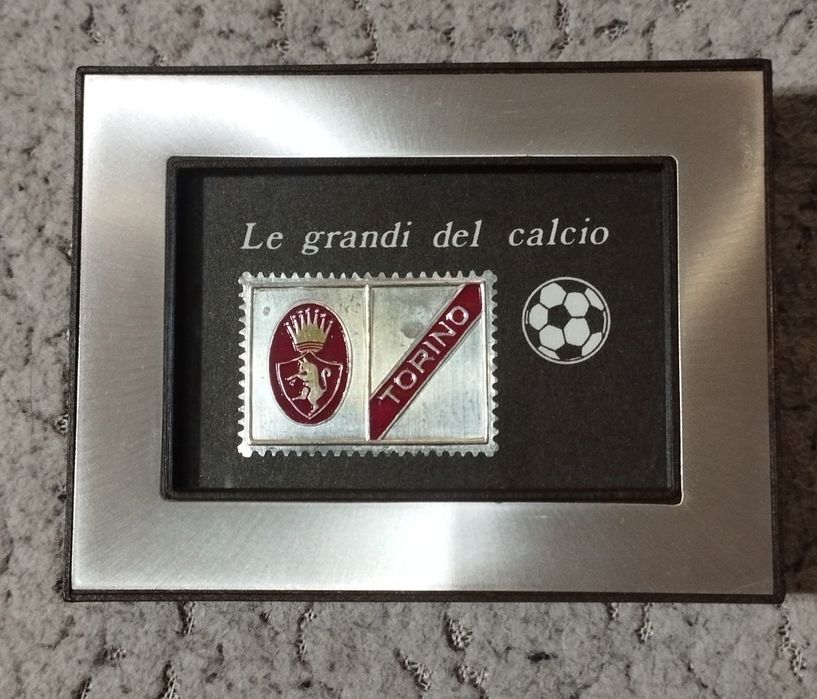 Le grandi del calcio
TORINO